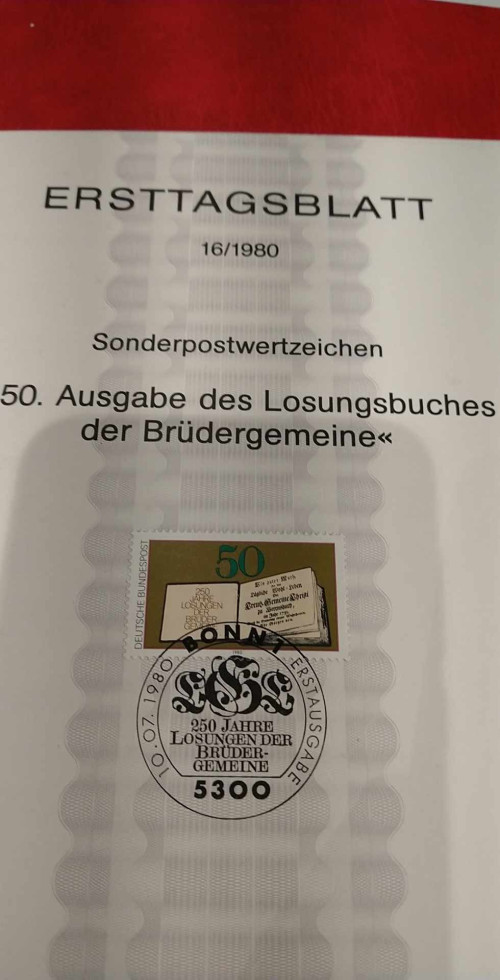 ERSTTAGSBLATT
16/1980
Sonderpostwertzeichen
50. Ausgabe des Losungsbuches
der Brüdergemeine«
DEUTSCHE BUNDESPOST
50
250
JAHRE
LOSUNGEN
DER
BRÜDER
GEMEINE
1980
BONN 1
10.07.1980
ERSTAUSGABE
250 JAHRE
LOSUNGEN DER
BRÜDER-
GEMEINE
5300